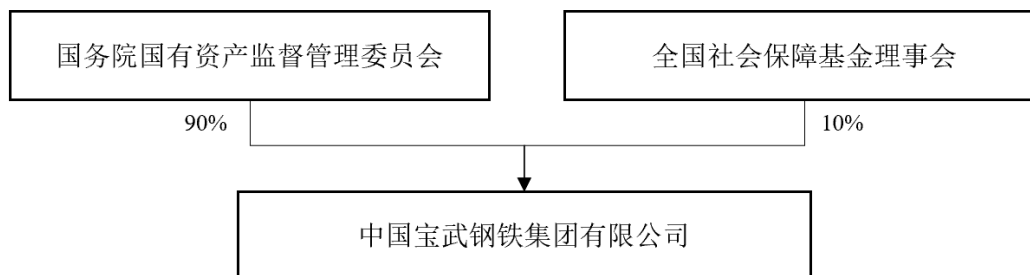 国务院国有资产监督管理委员会
全国社会保障基金理事会
90%
10%
中国宝武钢铁集团有限公司